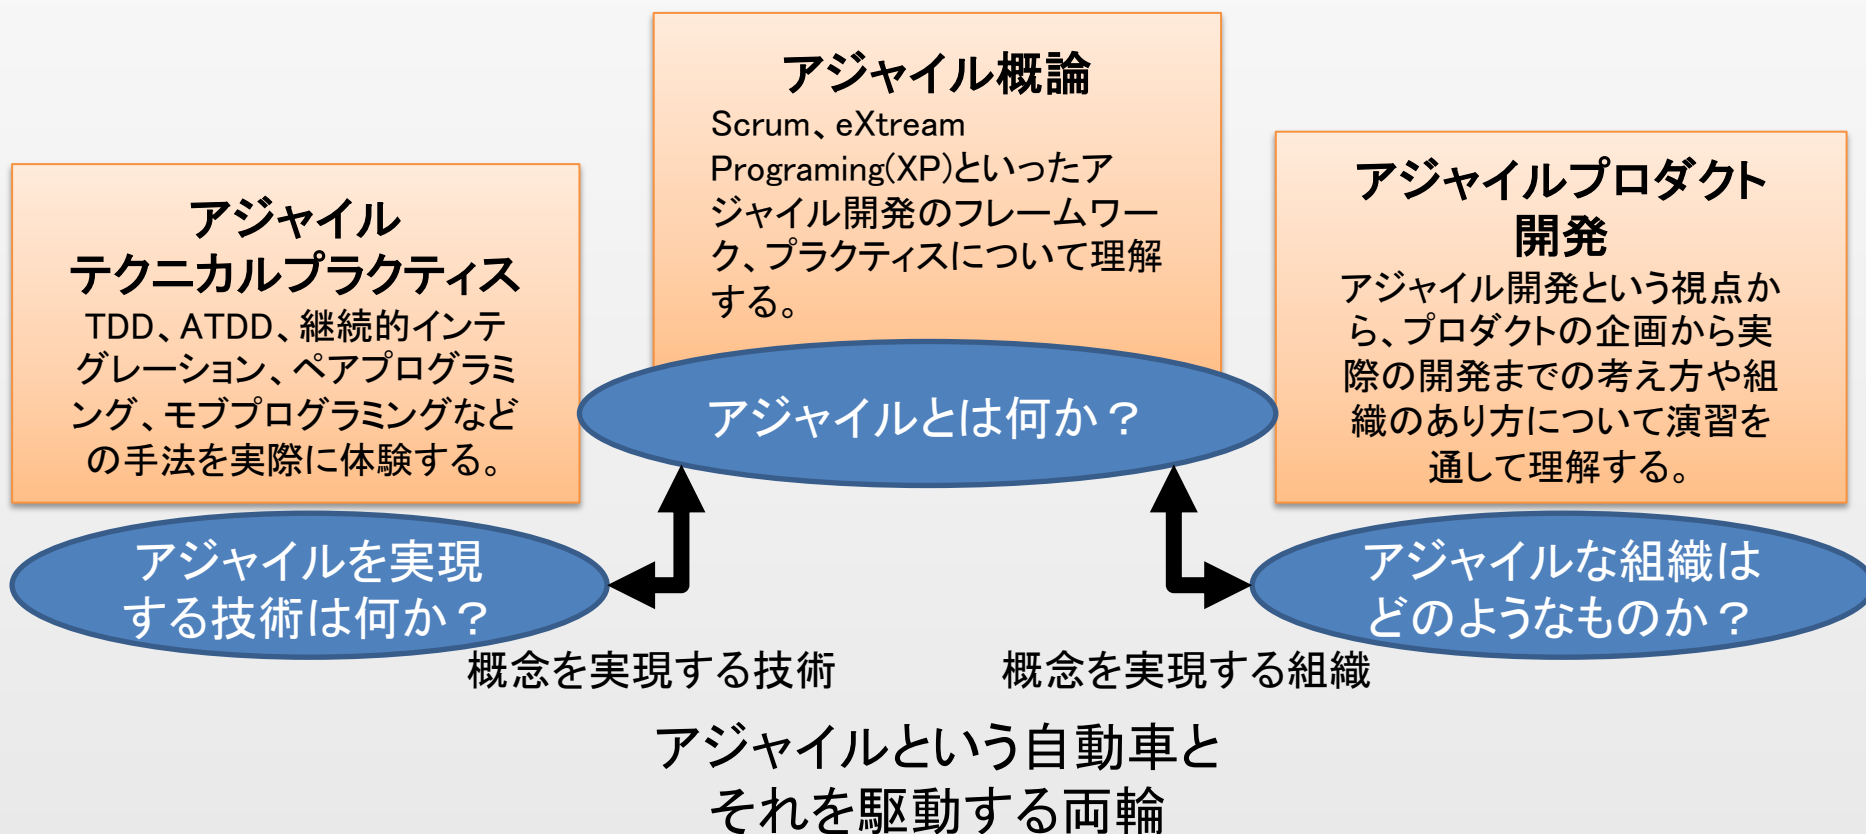 アジャイル概論
Scrum、eXtream
Programing(XP)といったア
ジャイル開発のフレームワー
ク、プラクティスについて理解
する。
アジャイル
テクニカルプラクティス
TDD、ATDD、継続的インテ
グレーション、ペアプログラミ
ング、モブプログラミングなど
の手法を実際に体験する。
アジャイルプロダクト
開発
アジャイル開発という視点か
ら、プロダクトの企画から実
際の開発までの考え方や組
織のあり方について演習を
通して理解する。
アジャイルとは何か？
アジャイルを実現
する技術は何か？
アジャイルな組織は
どのようなものか？
概念を実現する技術
概念を実現する組織
アジャイルという自動車と
それを駆動する両輪